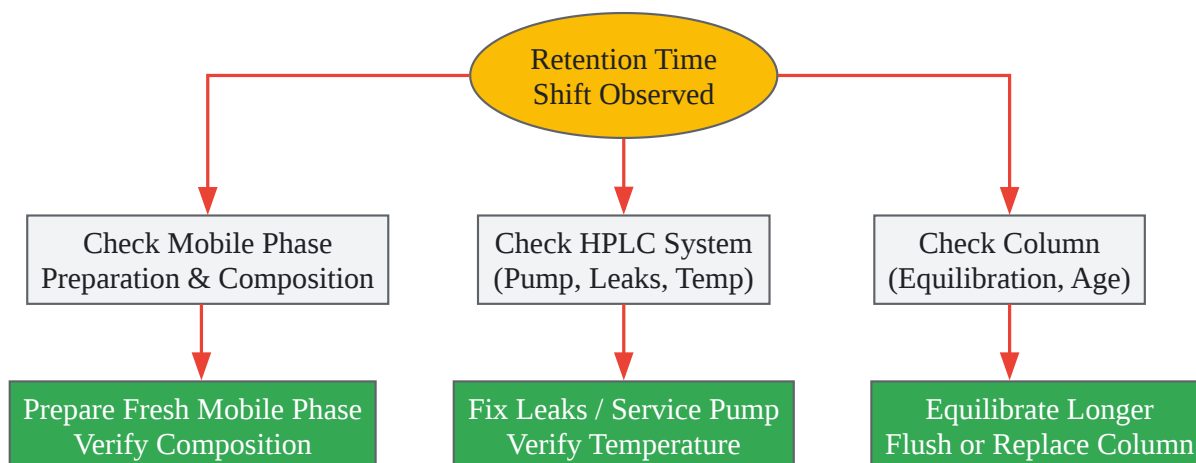 Retention Time
Shift Observed
Check Mobile Phase
Preparation & Composition
Check HPLC System
(Pump, Leaks, Temp)
Check Column
(Equilibration, Age)
Prepare Fresh Mobile Phase
Verify Composition
Fix Leaks / Service Pump
Verify Temperature
Equilibrate Longer
Flush or Replace Column